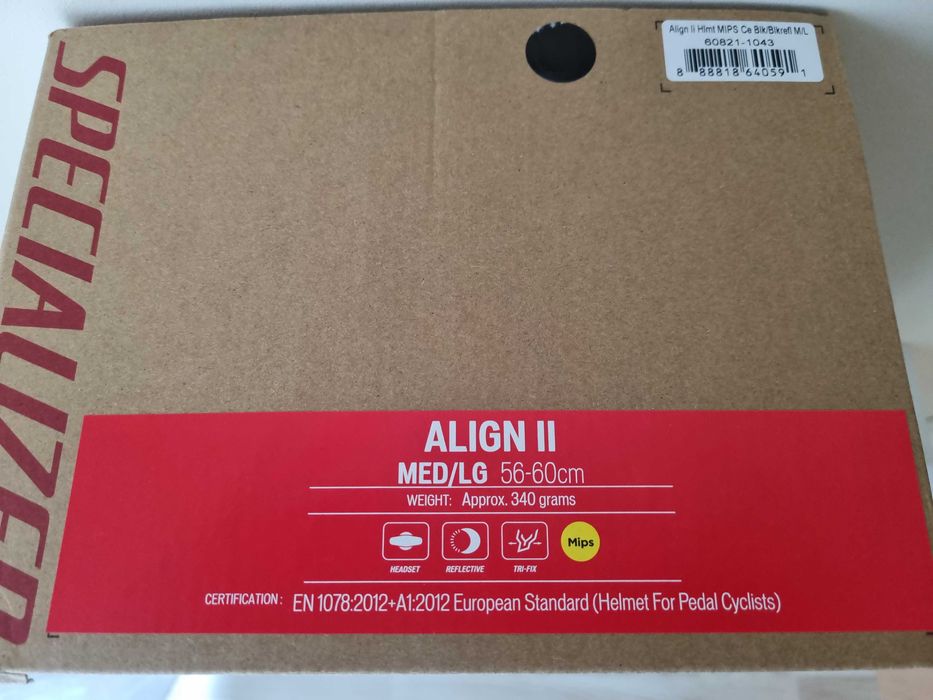 SPECIALIZED
Align Ii Hlmt MIPS Ce Blk/Blkrefl M/L
60821-1043
8 88818 64059 1
ALIGN II
MED/LG 56-60cm
WEIGHT: Approx. 340 grams
HEADSET REFLECTIVE TRI-FIX Mips
CERTIFICATION: EN 1078:2012+A1:2012 European Standard (Helmet For Pedal Cyclists)